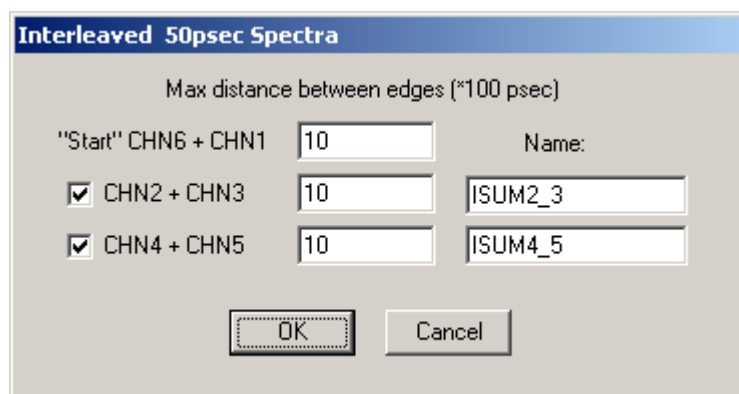 Interleaved 50psec Spectra
Max distance between edges (*100 psec)
"Start" CHN6 + CHN1 10 Name:
CHN2 + CHN3 10 ISUM2_3
CHN4 + CHN5 10 ISUM4_5
OK Cancel